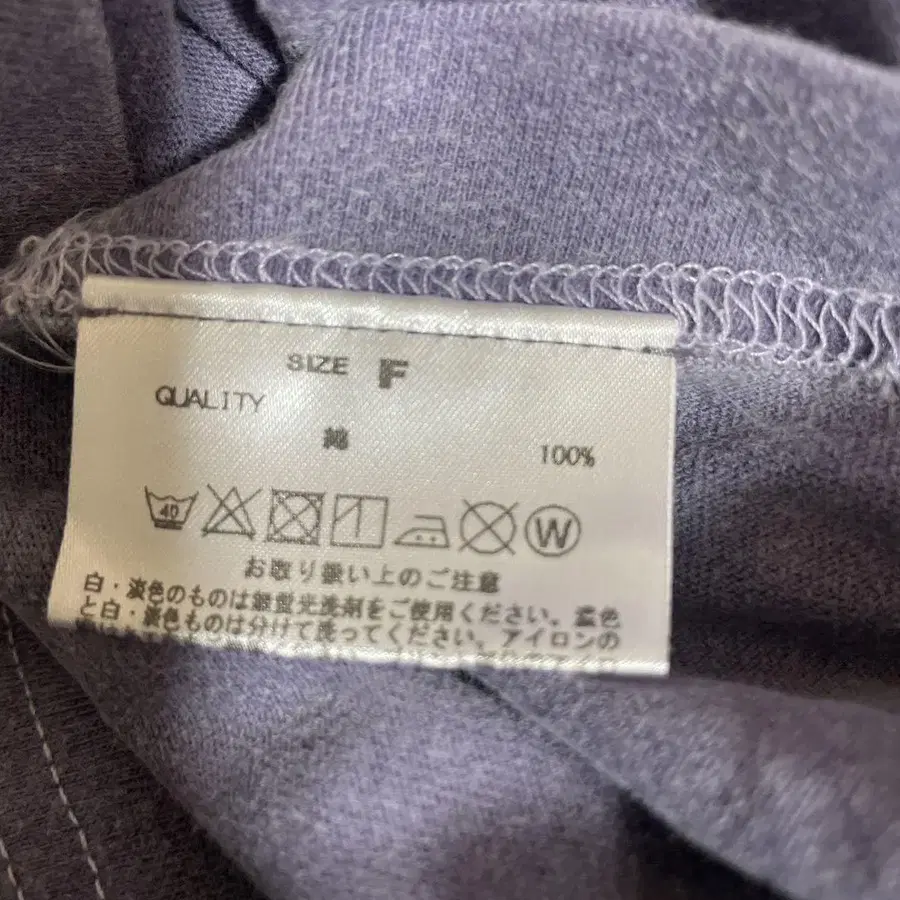 SIZE F
QUALITY
綿 100%
40
W
お取り扱い上のご注意
白・淡色のものは無蛍光洗剤をご使用ください。濃色
と白・淡色ものは分けて洗ってください。アイロンの